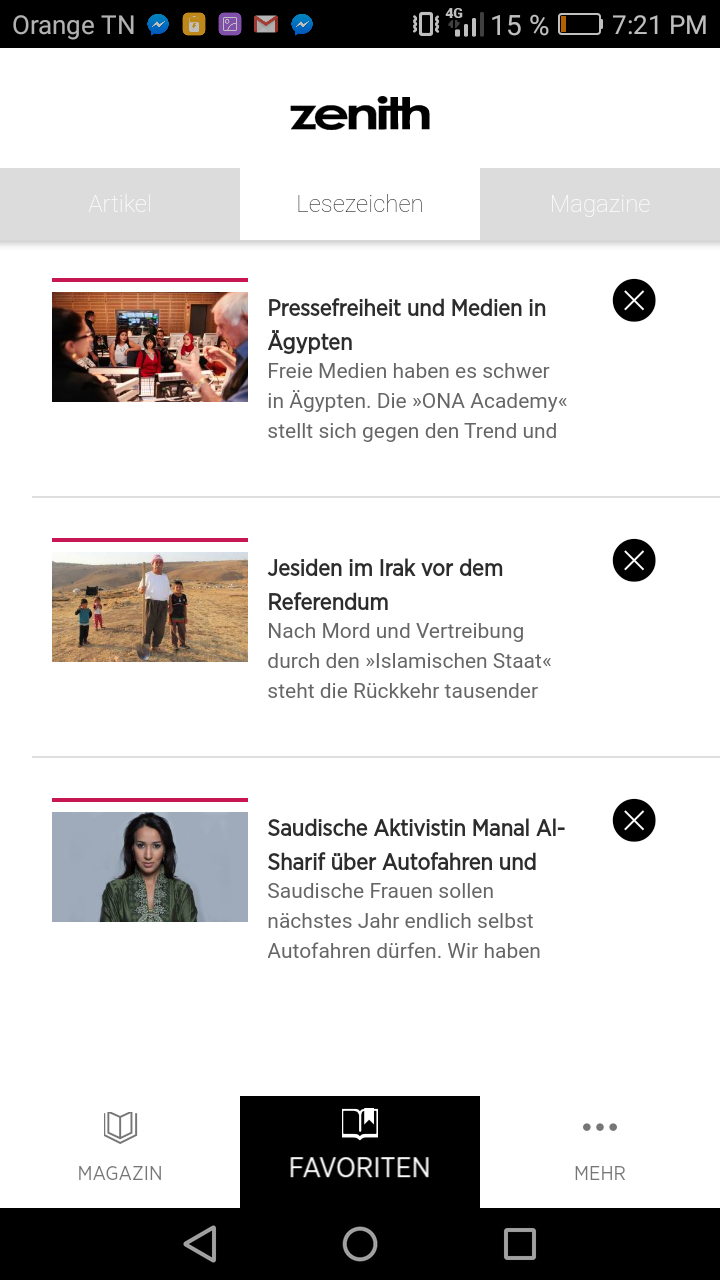 Orange TN
4G
15 %
7:21 PM
zenith
Artikel
Lesezeichen
Magazine
Pressefreiheit und Medien in
Ägypten
Freie Medien haben es schwer
in Ägypten. Die »ONA Academy«
stellt sich gegen den Trend und
Jesiden im Irak vor dem
Referendum
Nach Mord und Vertreibung
durch den »Islamischen Staat«
steht die Rückkehr tausender
Saudische Aktivistin Manal Al-
Sharif über Autofahren und
Saudische Frauen sollen
nächstes Jahr endlich selbst
Autofahren dürfen. Wir haben
MAGAZIN
FAVORITEN
MEHR